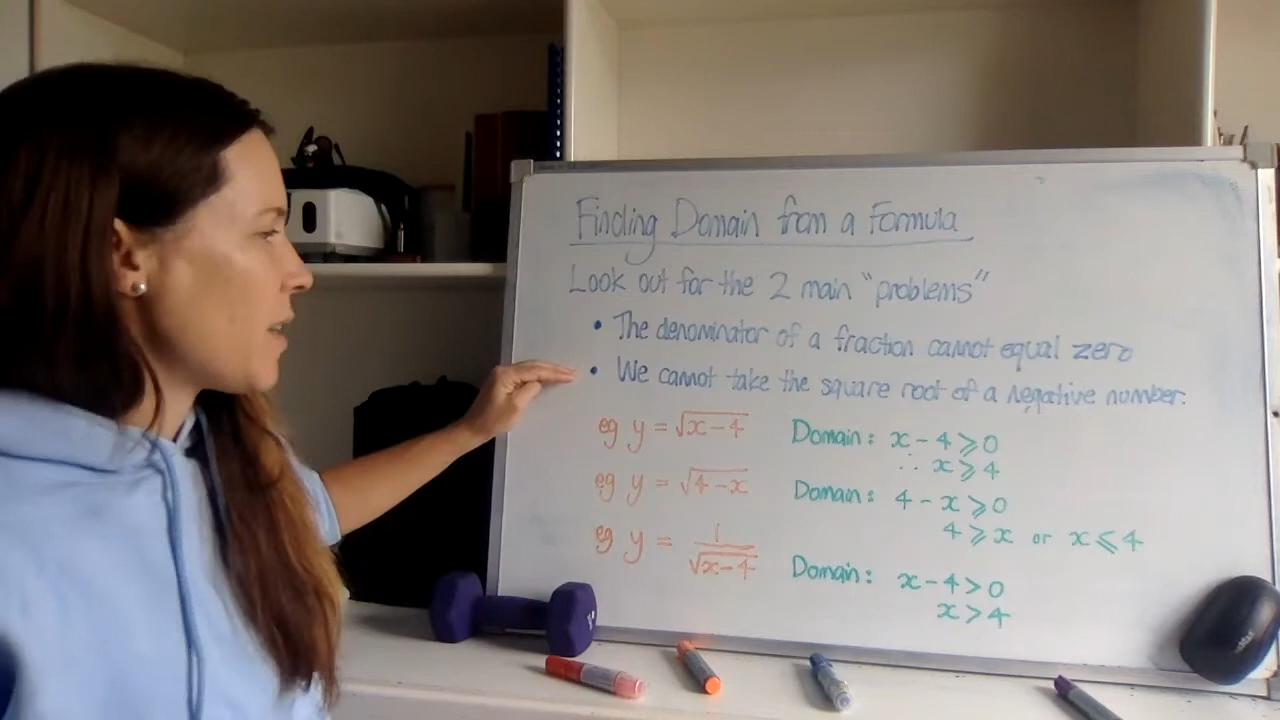 Finding Domain from a Formula
Look out for the 2 main "problems"
• The denominator of a fraction cannot equal zero
• We cannot take the square root of a negative number.
eg y = √(x-4) Domain: x - 4 ⩾ 0
∴ x ⩾ 4
eg y = √(4-x) Domain: 4 - x ⩾ 0
4 ⩾ x or x ⩽ 4
eg y = 1/√(x-4) Domain: x - 4 > 0
x > 4